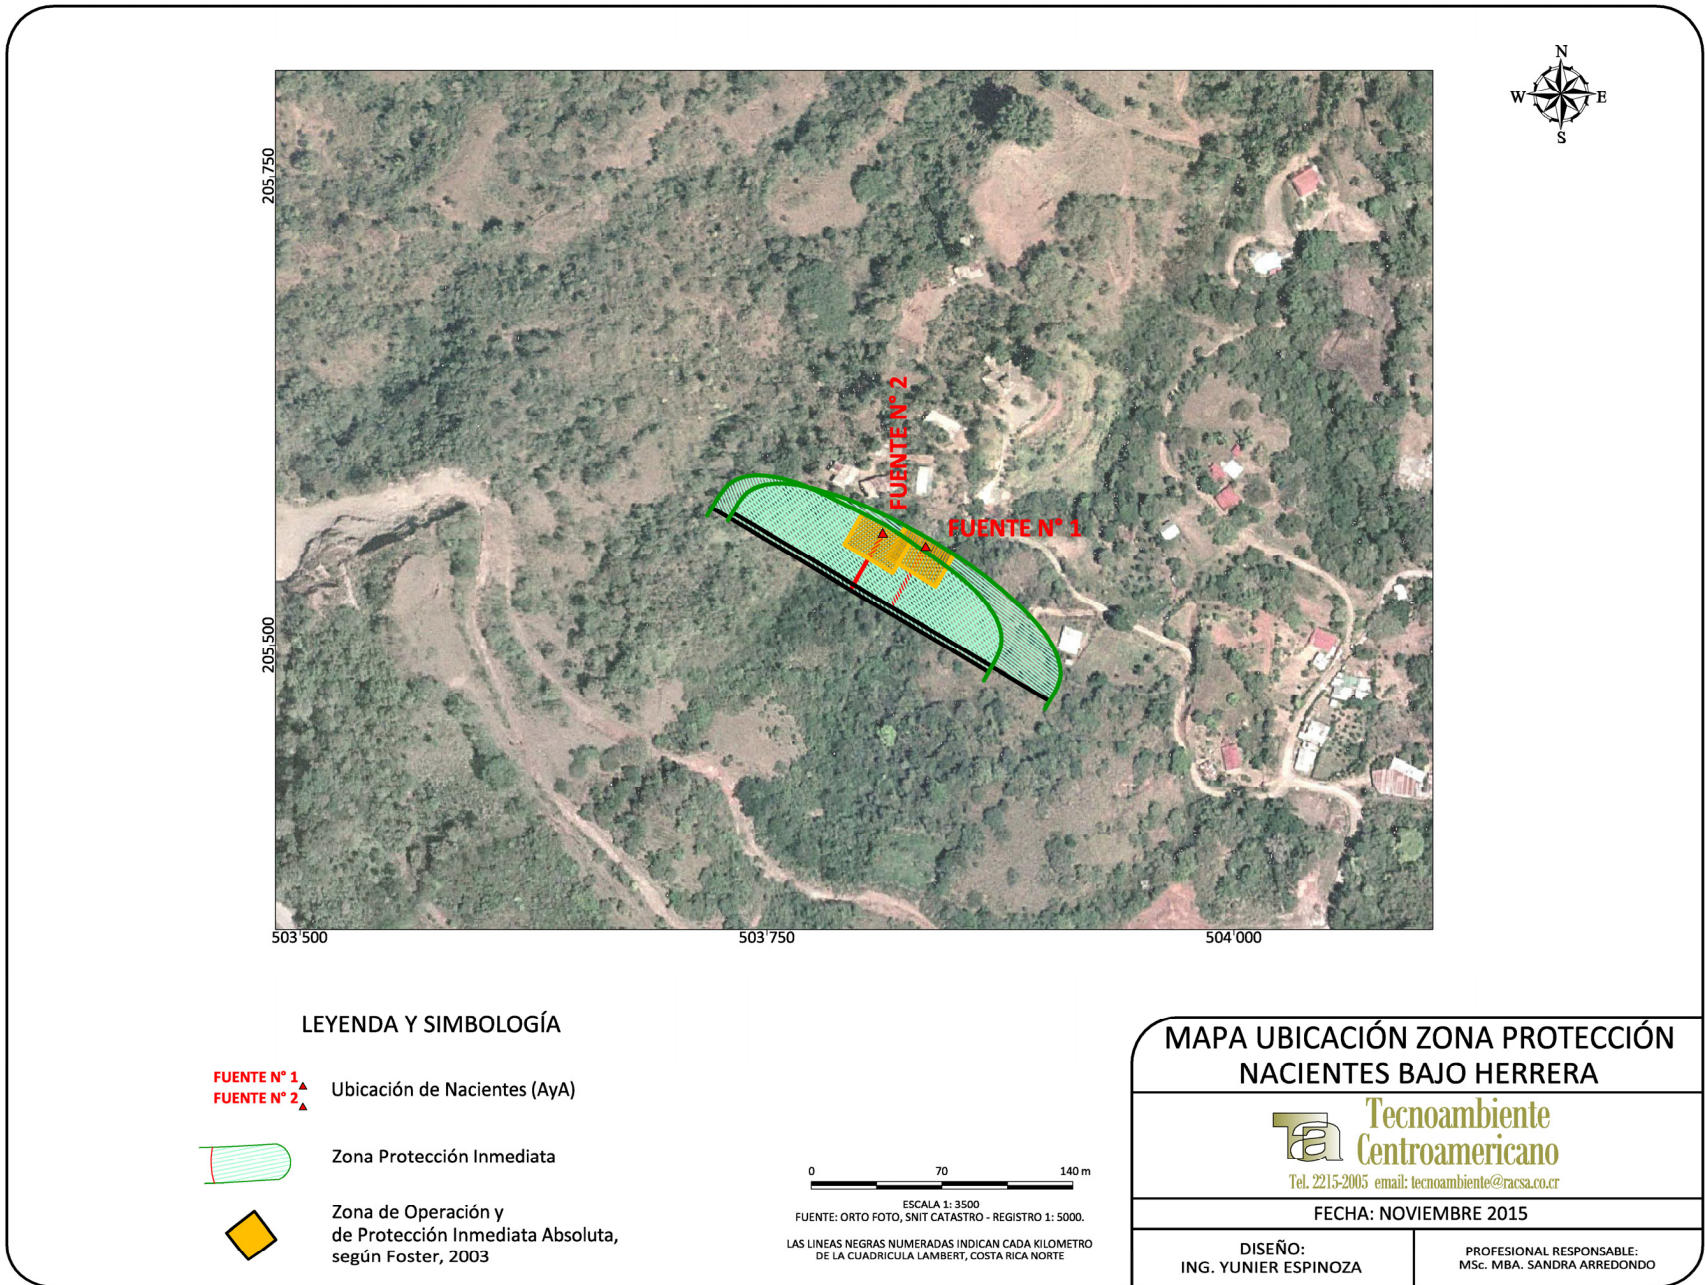 N
W
E
S
205,750
205,500
FUENTE N° 2
FUENTE N° 1
503'500
503'750
504'000
LEYENDA Y SIMBOLOGÍA
FUENTE N° 1
FUENTE N° 2
Ubicación de Nacientes (AyA)
Zona Protección Inmediata
Zona de Operación y
de Protección Inmediata Absoluta,
según Foster, 2003
0 70 140 m
ESCALA 1: 3500
FUENTE: ORTO FOTO, SNIT CATASTRO - REGISTRO 1: 5000.
LAS LINEAS NEGRAS NUMERADAS INDICAN CADA KILOMETRO
DE LA CUADRICULA LAMBERT, COSTA RICA NORTE
MAPA UBICACIÓN ZONA PROTECCIÓN
NACIENTES BAJO HERRERA
Ta
Tecnoambiente
Centroamericano
Tel. 2215-2005 email: tecnoambiente@racsa.co.cr
FECHA: NOVIEMBRE 2015
DISEÑO:
ING. YUNIER ESPINOZA
PROFESIONAL RESPONSABLE:
MSc. MBA. SANDRA ARREDONDO